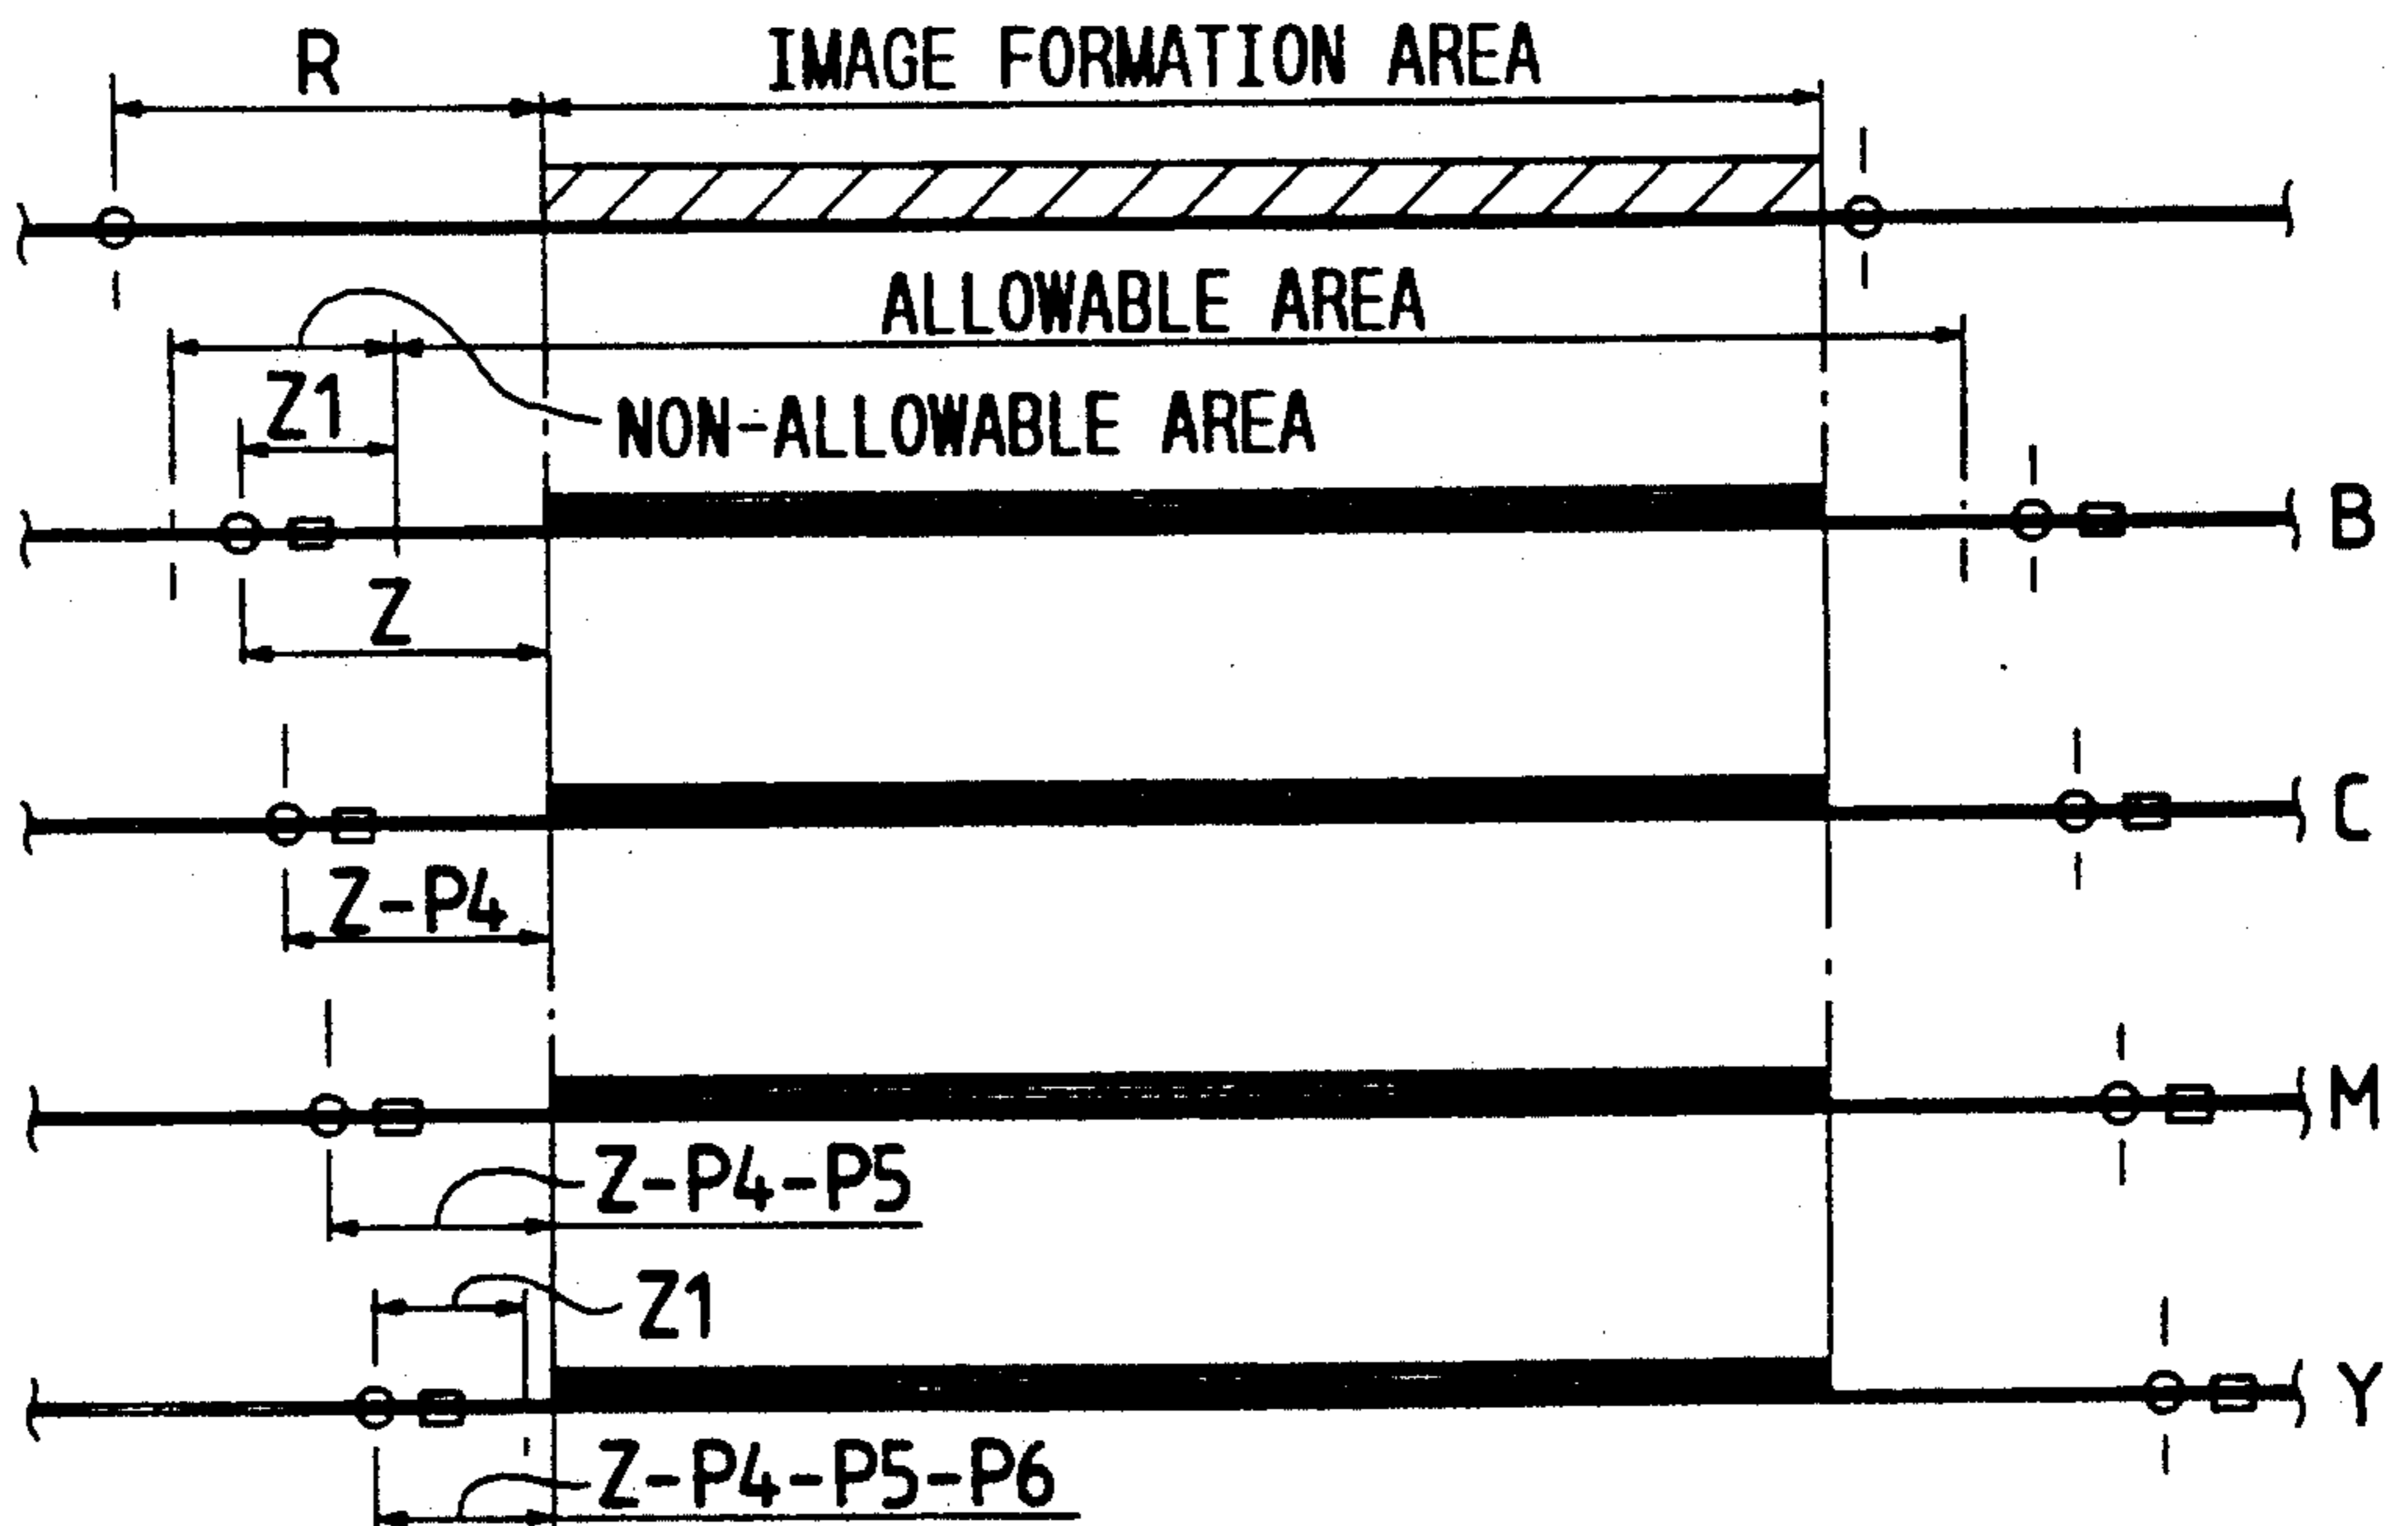 R
IMAGE FORMATION AREA
ALLOWABLE AREA
Z1
NON-ALLOWABLE AREA
B
Z
C
Z-P4
M
Z-P4-P5
Z1
Y
Z-P4-P5-P6